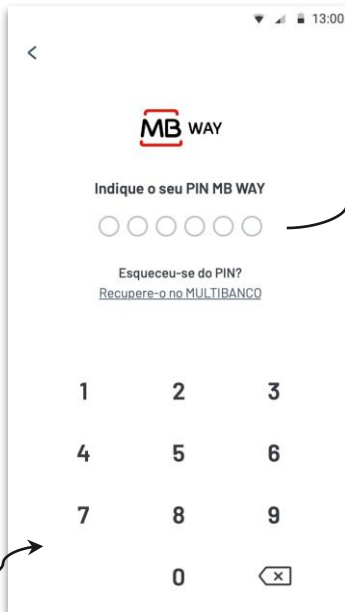 13:00
MB WAY
Indique o seu PIN MB WAY
Esqueceu-se do PIN?
Recupere-o no MULTIBANCO
1 2 3
4 5 6
7 8 9
0